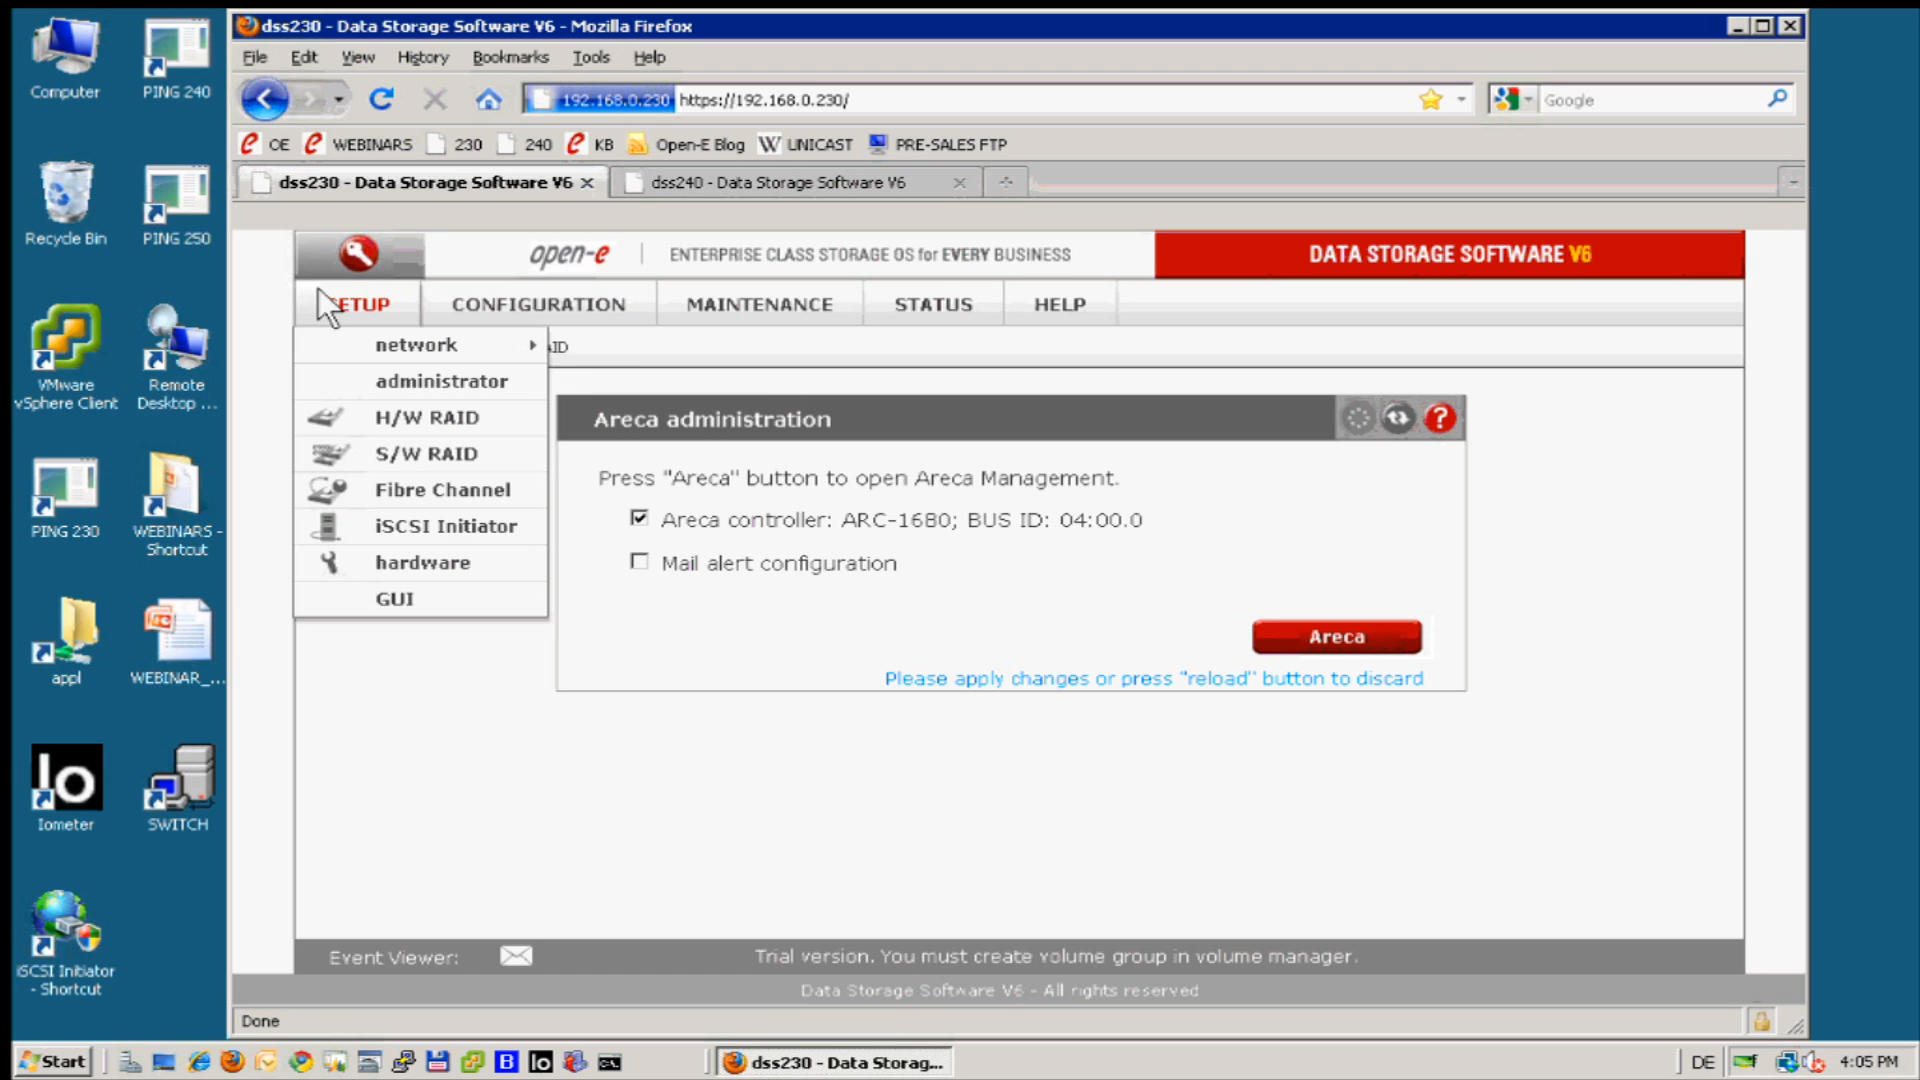 dss230 - Data Storage Software V6 - Mozilla Firefox
File Edit View History Bookmarks Tools Help
192.168.0.230 https://192.168.0.230/
Google
OE WEBINARS 230 240 KB Open-E Blog UNICAST PRE-SALES FTP
dss230 - Data Storage Software V6 dss240 - Data Storage Software V6
open-e ENTERPRISE CLASS STORAGE OS for EVERY BUSINESS DATA STORAGE SOFTWARE V6
SETUP CONFIGURATION MAINTENANCE STATUS HELP
network
AID
administrator
H/W RAID
S/W RAID
Fibre Channel
iSCSI Initiator
hardware
GUI
Areca administration
Press "Areca" button to open Areca Management.
Areca controller: ARC-1680; BUS ID: 04:00.0
Mail alert configuration
Areca
Please apply changes or press "reload" button to discard
Event Viewer: Trial version. You must create volume group in volume manager.
Data Storage Software V6 - All rights reserved
Done
Computer
PING 240
Recycle Bin
PING 250
VMware vSphere Client
Remote Desktop ...
PING 230
WEBINARS - Shortcut
appl
WEBINAR_...
Iometer
SWITCH
iSCSI Initiator - Shortcut
Start
dss230 - Data Storag...
DE
4:05 PM